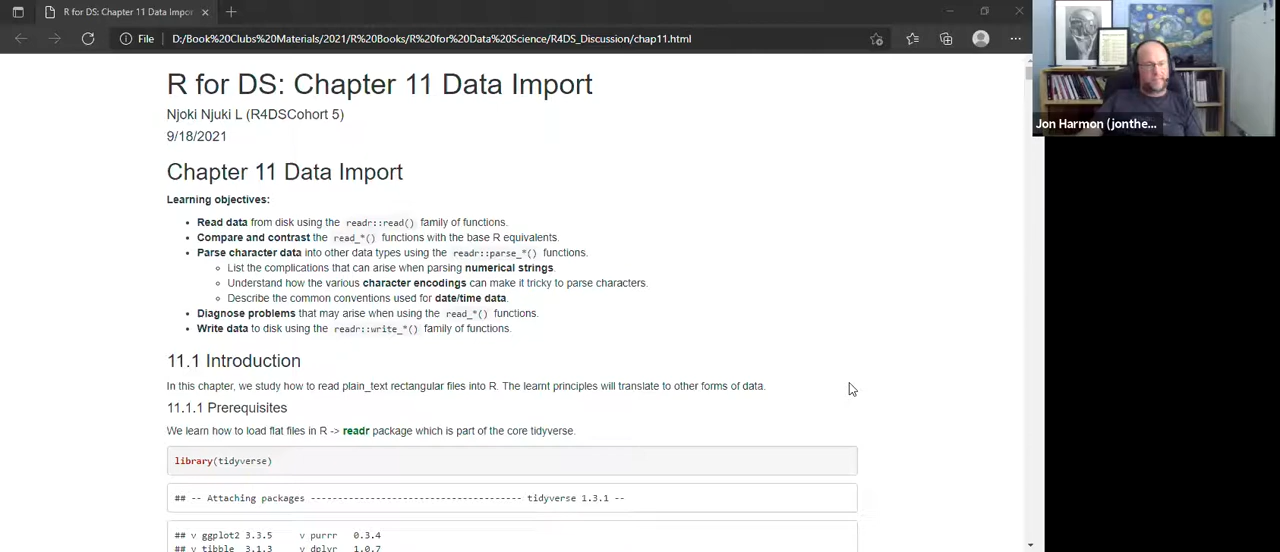 R for DS: Chapter 11 Data Impor
File
D:/Book%20Clubs%20Materials/2021/R%20Books/R%20for%20Data%20Science/R4DS_Discussion/chap11.html
R for DS: Chapter 11 Data Import
Njoki Njuki L (R4DSCohort 5)
9/18/2021
Chapter 11 Data Import
Learning objectives:
• Read data from disk using the readr::read() family of functions.
• Compare and contrast the read_*() functions with the base R equivalents.
• Parse character data into other data types using the readr::parse_*() functions.
◦ List the complications that can arise when parsing numerical strings.
◦ Understand how the various character encodings can make it tricky to parse characters.
◦ Describe the common conventions used for date/time data.
• Diagnose problems that may arise when using the read_*() functions.
• Write data to disk using the readr::write_*() family of functions.
11.1 Introduction
In this chapter, we study how to read plain_text rectangular files into R. The learnt principles will translate to other forms of data.
11.1.1 Prerequisites
We learn how to load flat files in R -> readr package which is part of the core tidyverse.
library(tidyverse)
## -- Attaching packages --------------------------------------- tidyverse 1.3.1 --
## v ggplot2 3.3.5     v purrr   0.3.4
## v tibble  3.1.3     v dplyr   1.0.7
Jon Harmon (jonthe...